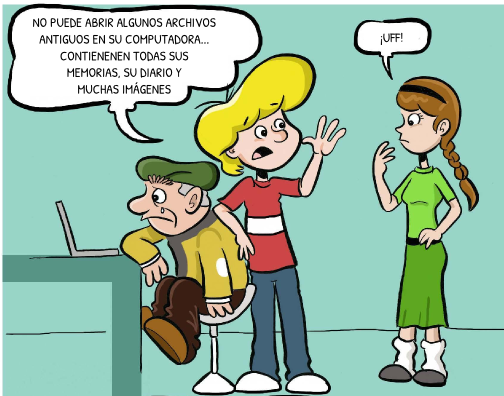 NO PUEDE ABRIR ALGUNOS ARCHIVOS
ANTIGUOS EN SU COMPUTADORA...
CONTIENENEN TODAS SUS
MEMORIAS, SU DIARIO Y
MUCHAS IMÁGENES
¡UFF!